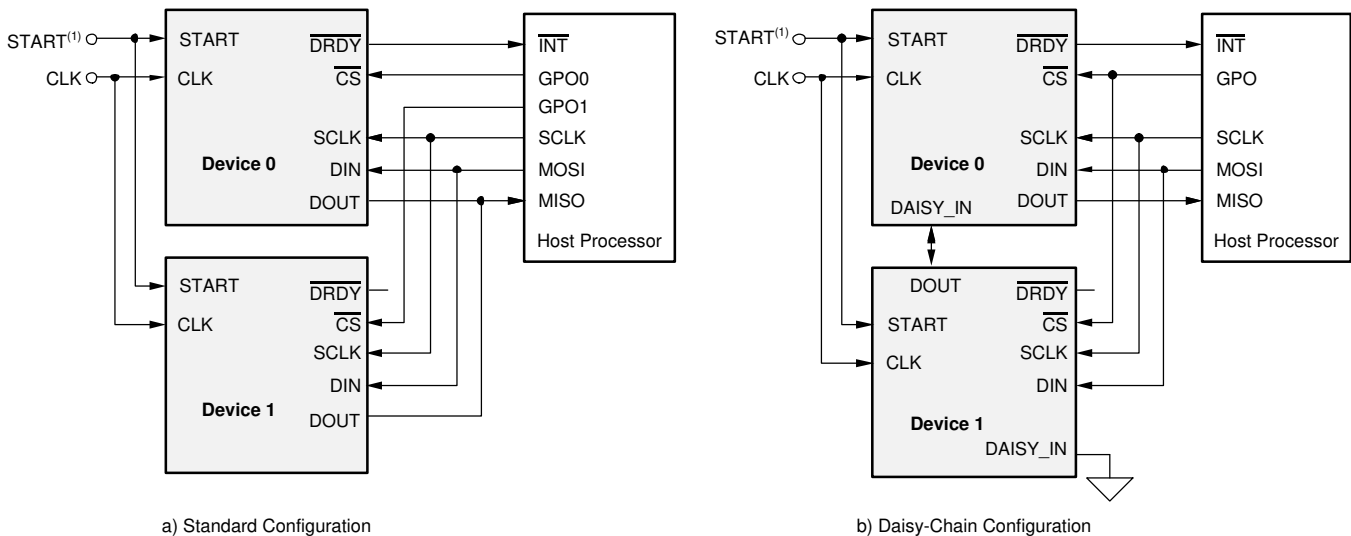 START(1)
CLK
START
CLK
DRDY
CS
SCLK
DIN
DOUT
Device 0
INT
GPO0
GPO1
SCLK
MOSI
MISO
Host Processor
START
CLK
DRDY
CS
SCLK
DIN
DOUT
Device 1
a) Standard Configuration
START(1)
CLK
START
CLK
DRDY
CS
SCLK
DIN
DOUT
Device 0
DAISY_IN
INT
GPO
SCLK
MOSI
MISO
Host Processor
DOUT
START
CLK
DRDY
CS
SCLK
DIN
Device 1
DAISY_IN
b) Daisy-Chain Configuration